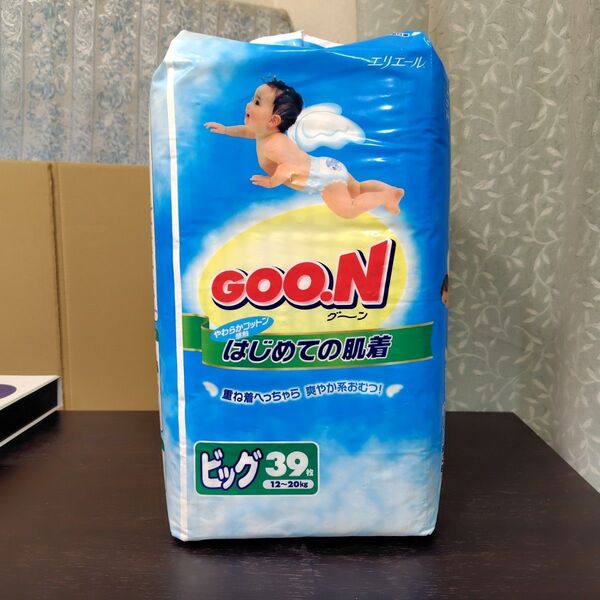 エリエール
GOO.N
グ〜ン
やわらかコットン
感触
はじめての肌着
重ね着へっちゃら 爽やか系おむつ!
ビッグ
39枚
12〜20kg